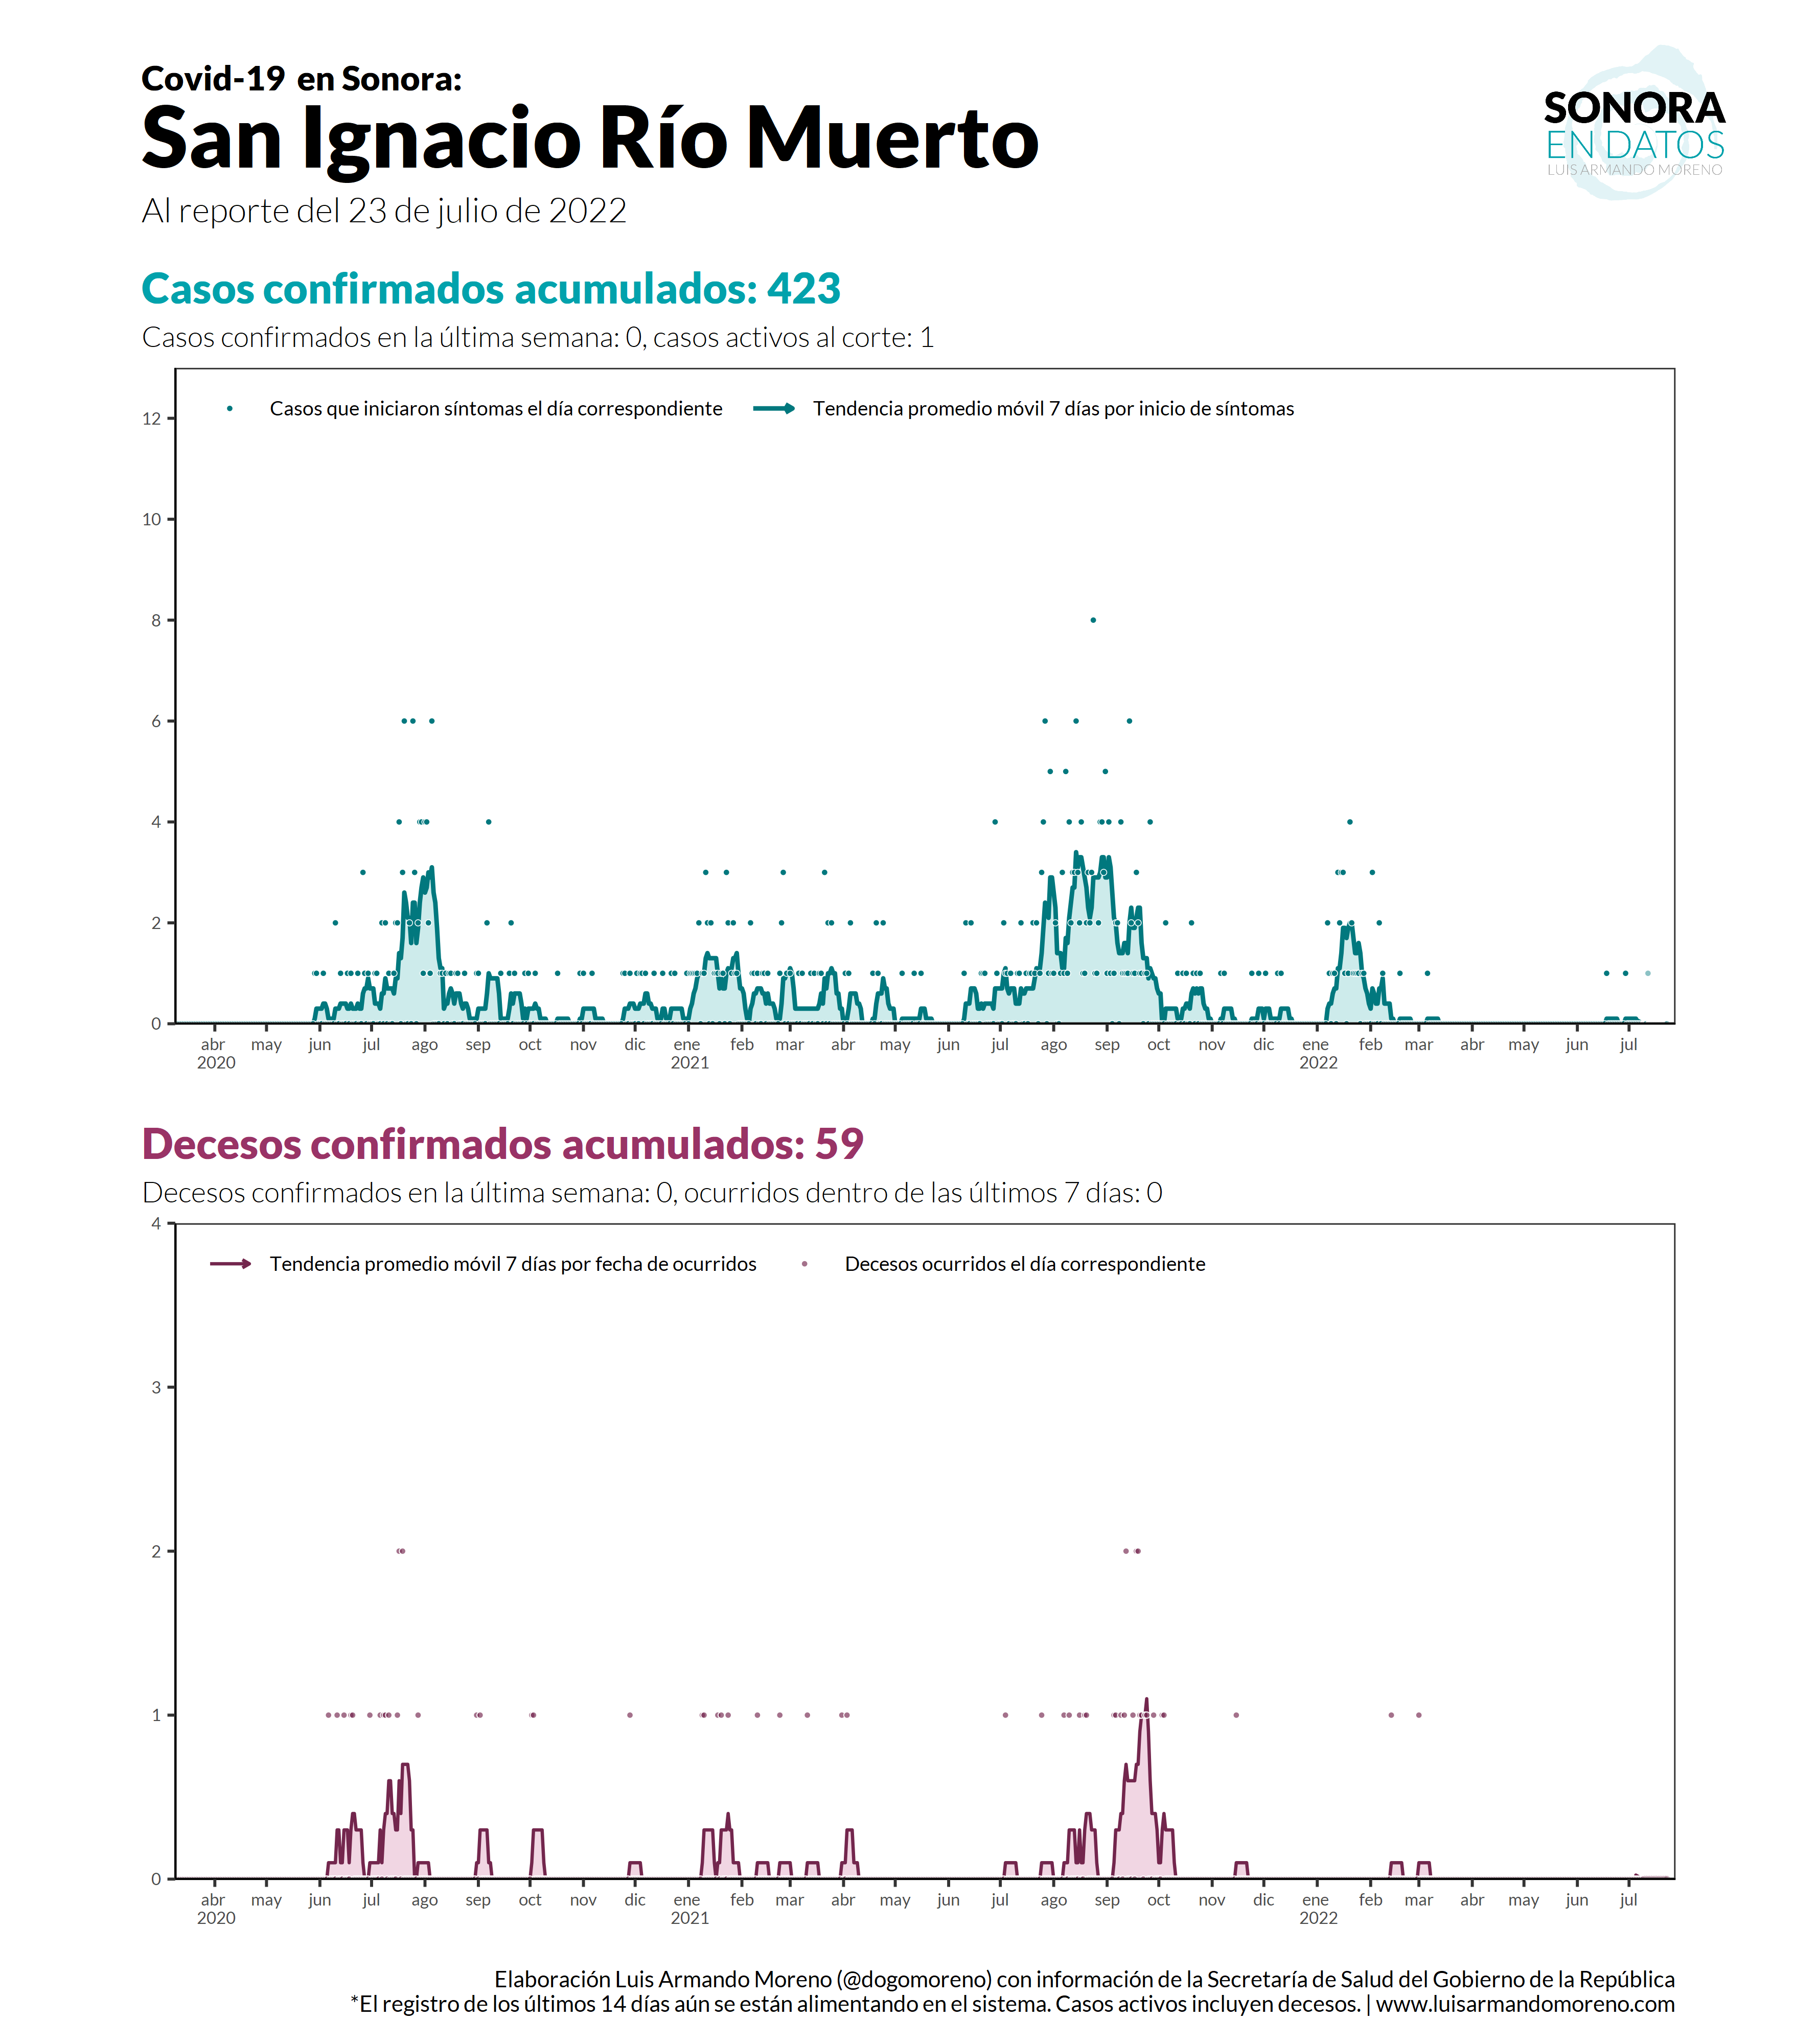 Covid-19 en Sonora:
San Ignacio Río Muerto
Al reporte del 23 de julio de 2022
SONORA
EN DATOS
LUIS ARMANDO MORENO
Casos confirmados acumulados: 423
Casos confirmados en la última semana: 0, casos activos al corte: 1
Casos que iniciaron síntomas el día correspondiente
Tendencia promedio móvil 7 días por inicio de síntomas
12
10
8
6
4
2
0
abr may jun jul ago sep oct nov dic ene feb mar abr may jun jul ago sep oct nov dic ene feb mar abr may jun jul
2020 2021 2022
Decesos confirmados acumulados: 59
Decesos confirmados en la última semana: 0, ocurridos dentro de las últimos 7 días: 0
4
Tendencia promedio móvil 7 días por fecha de ocurridos
Decesos ocurridos el día correspondiente
3
2
1
0
abr may jun jul ago sep oct nov dic ene feb mar abr may jun jul ago sep oct nov dic ene feb mar abr may jun jul
2020 2021 2022
Elaboración Luis Armando Moreno (@dogomoreno) con información de la Secretaría de Salud del Gobierno de la República
*El registro de los últimos 14 días aún se están alimentando en el sistema. Casos activos incluyen decesos. | www.luisarmandomoreno.com